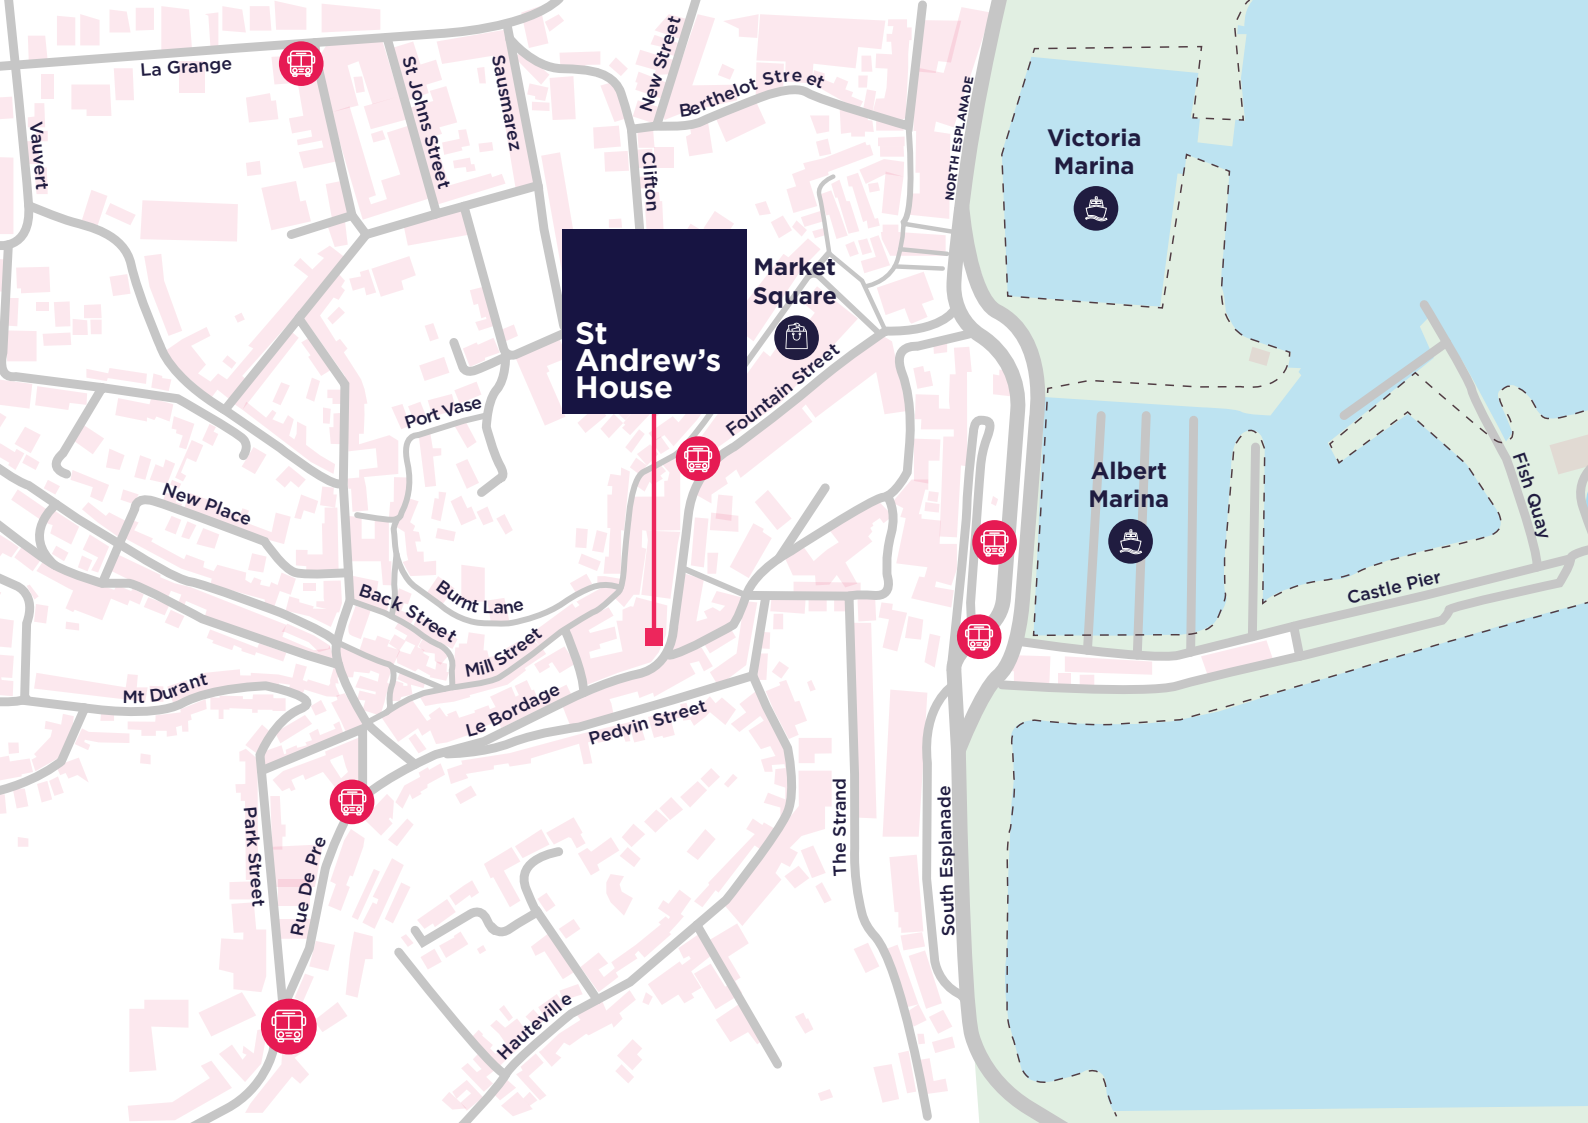 La Grange
St Johns Street
Sausmarez
New Street
Berthelot Street
NORTH ESPLANADE
Vauvert
Clifton
Victoria
Marina
Market
Square
St
Andrew's
House
Fountain Street
Port Vase
New Place
Albert
Marina
Fish Quay
Burnt Lane
Back Street
Castle Pier
Mill Street
Mt Durant
Le Bordage
Pedvin Street
The Strand
South Esplanade
Park Street
Rue De Pre
Hauteville